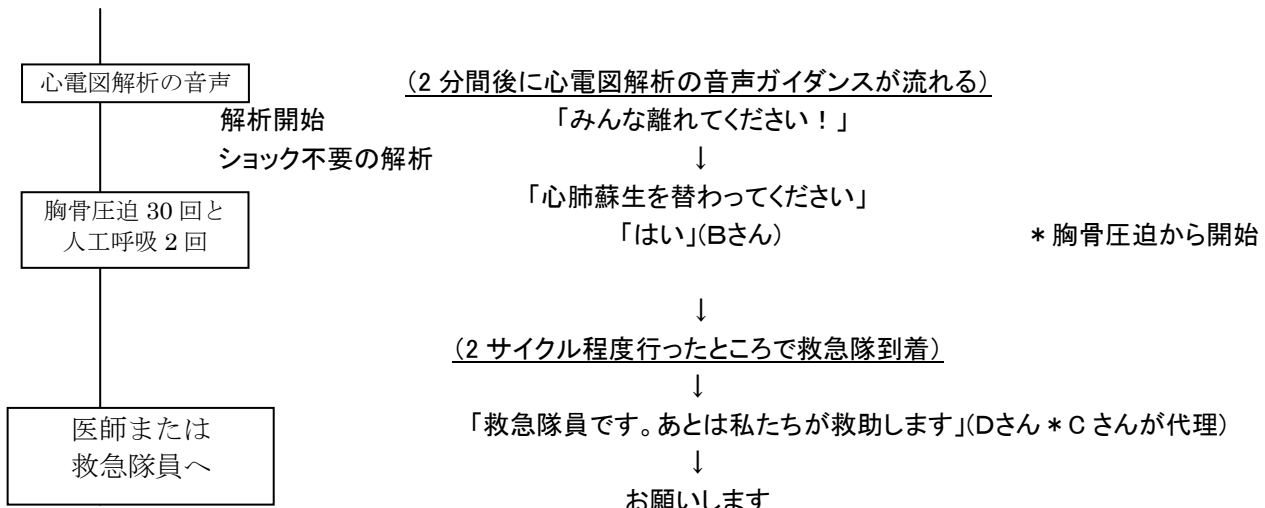 心電図解析の音声
(2 分間後に心電図解析の音声ガイダンスが流れる)
解析開始
「みんな離れてください！」
ショック不要の解析
↓
胸骨圧迫 30 回と
人工呼吸 2 回
「心肺蘇生を替わってください」
「はい」(Bさん)
＊胸骨圧迫から開始
↓
(2 サイクル程度行ったところで救急隊到着)
↓
医師または
救急隊員へ
「救急隊員です。あとは私たちが救助します」(Dさん＊C さんが代理)
↓
お願いします